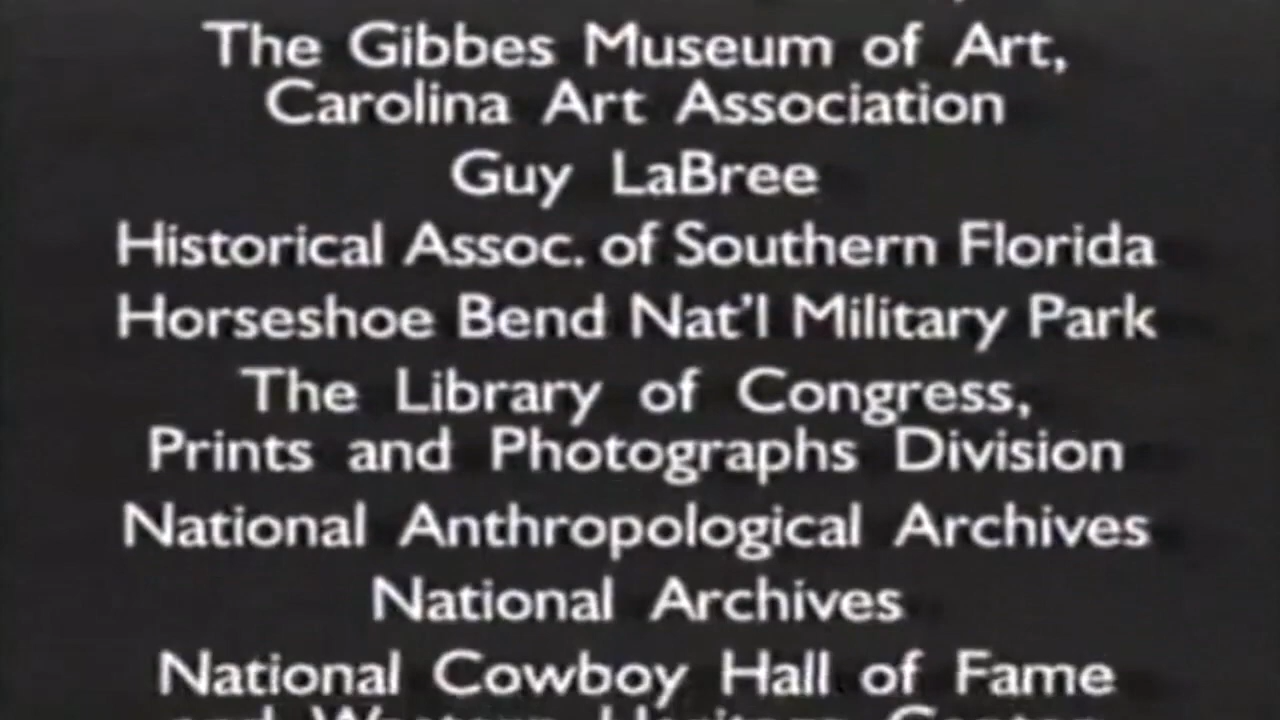 The Gibbes Museum of Art,
Carolina Art Association
Guy LaBree
Historical Assoc. of Southern Florida
Horseshoe Bend Nat'l Military Park
The Library of Congress,
Prints and Photographs Division
National Anthropological Archives
National Archives
National Cowboy Hall of Fame